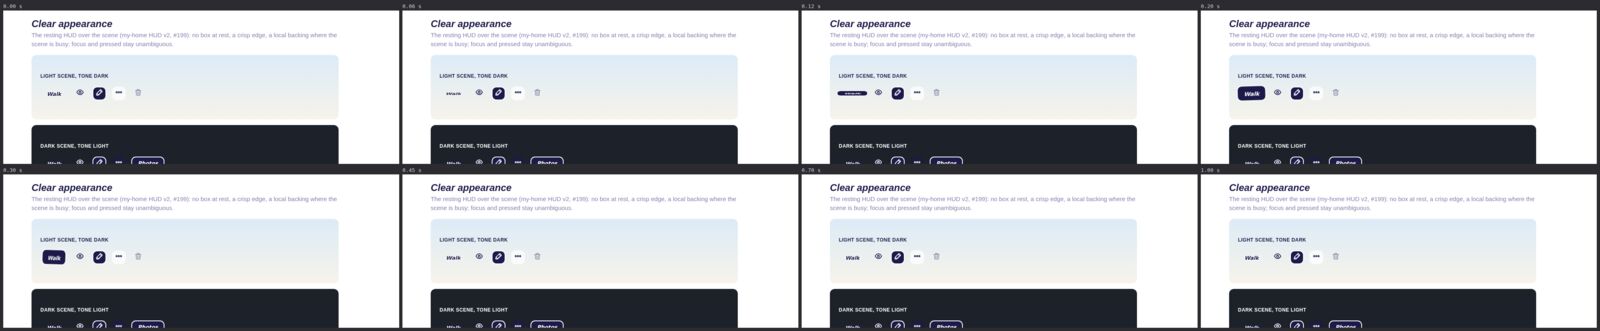 0.00 s
Clear appearance
The resting HUD over the scene (my-home HUD v2, #199): no box at rest, a crisp edge, a local backing where the
scene is busy; focus and pressed stay unambiguous.
LIGHT SCENE, TONE DARK
Walk
DARK SCENE, TONE LIGHT
Walk
Photos
0.06 s
Clear appearance
The resting HUD over the scene (my-home HUD v2, #199): no box at rest, a crisp edge, a local backing where the
scene is busy; focus and pressed stay unambiguous.
LIGHT SCENE, TONE DARK
Walk
DARK SCENE, TONE LIGHT
Walk
Photos
0.12 s
Clear appearance
The resting HUD over the scene (my-home HUD v2, #199): no box at rest, a crisp edge, a local backing where the
scene is busy; focus and pressed stay unambiguous.
LIGHT SCENE, TONE DARK
DARK SCENE, TONE LIGHT
Walk
Photos
0.20 s
Clear appearance
The resting HUD over the scene (my-home HUD v2, #199): no box at rest, a crisp edge, a local backing where the
scene is busy; focus and pressed stay unambiguous.
LIGHT SCENE, TONE DARK
Walk
DARK SCENE, TONE LIGHT
Walk
Photos
0.30 s
Clear appearance
The resting HUD over the scene (my-home HUD v2, #199): no box at rest, a crisp edge, a local backing where the
scene is busy; focus and pressed stay unambiguous.
LIGHT SCENE, TONE DARK
Walk
DARK SCENE, TONE LIGHT
Walk
Photos
0.45 s
Clear appearance
The resting HUD over the scene (my-home HUD v2, #199): no box at rest, a crisp edge, a local backing where the
scene is busy; focus and pressed stay unambiguous.
LIGHT SCENE, TONE DARK
Walk
DARK SCENE, TONE LIGHT
Walk
Photos
0.70 s
Clear appearance
The resting HUD over the scene (my-home HUD v2, #199): no box at rest, a crisp edge, a local backing where the
scene is busy; focus and pressed stay unambiguous.
LIGHT SCENE, TONE DARK
Walk
DARK SCENE, TONE LIGHT
Walk
Photos
1.00 s
Clear appearance
The resting HUD over the scene (my-home HUD v2, #199): no box at rest, a crisp edge, a local backing where the
scene is busy; focus and pressed stay unambiguous.
LIGHT SCENE, TONE DARK
Walk
DARK SCENE, TONE LIGHT
Walk
Photos